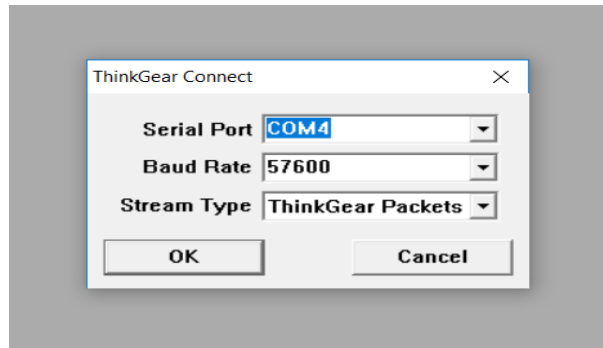 ThinkGear Connect
Serial Port COM4
Baud Rate 57600
Stream Type ThinkGear Packets
OK Cancel